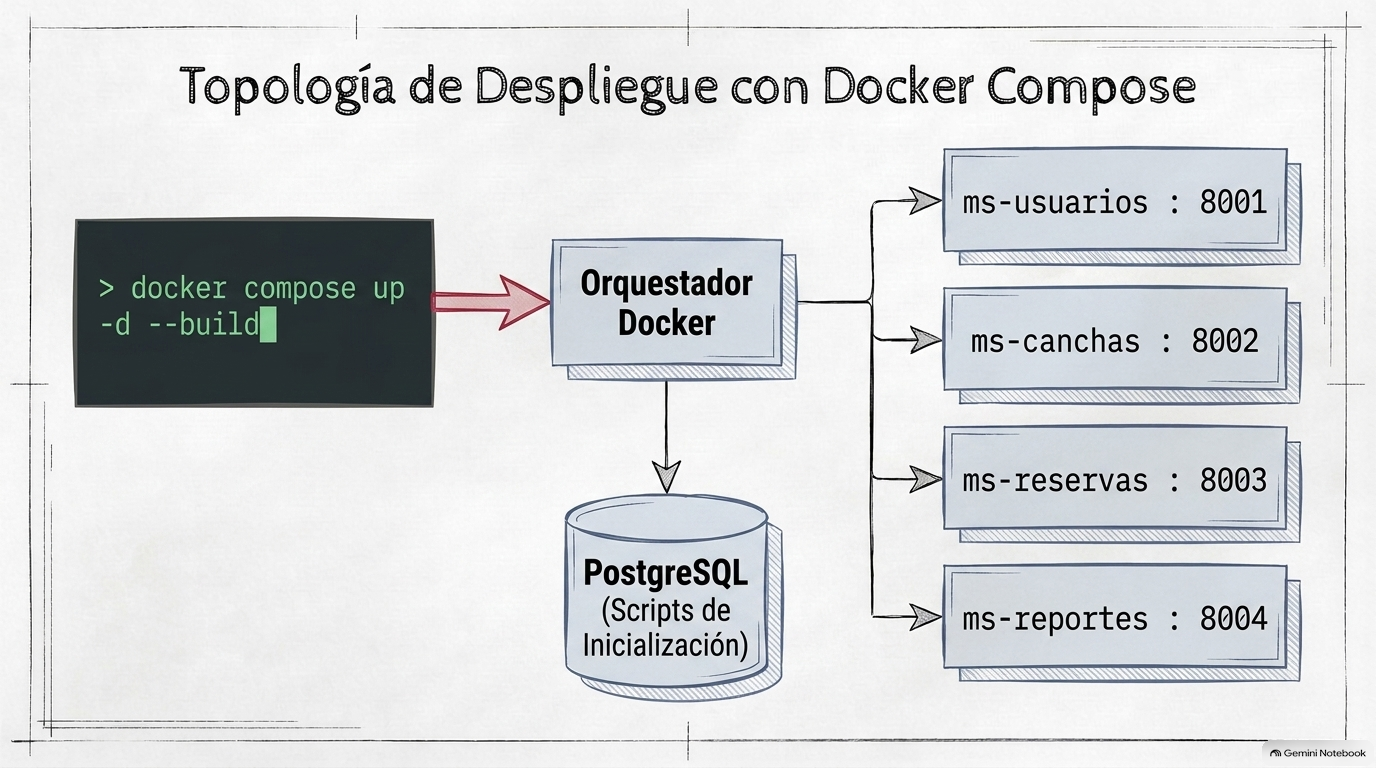 Topología de Despliegue con Docker Compose
> docker compose up
-d --build
Orquestador
Docker
PostgreSQL
(Scripts de
Inicialización)
ms-usuarios : 8001
ms-canchas : 8002
ms-reservas : 8003
ms-reportes : 8004
Gemini Notebook